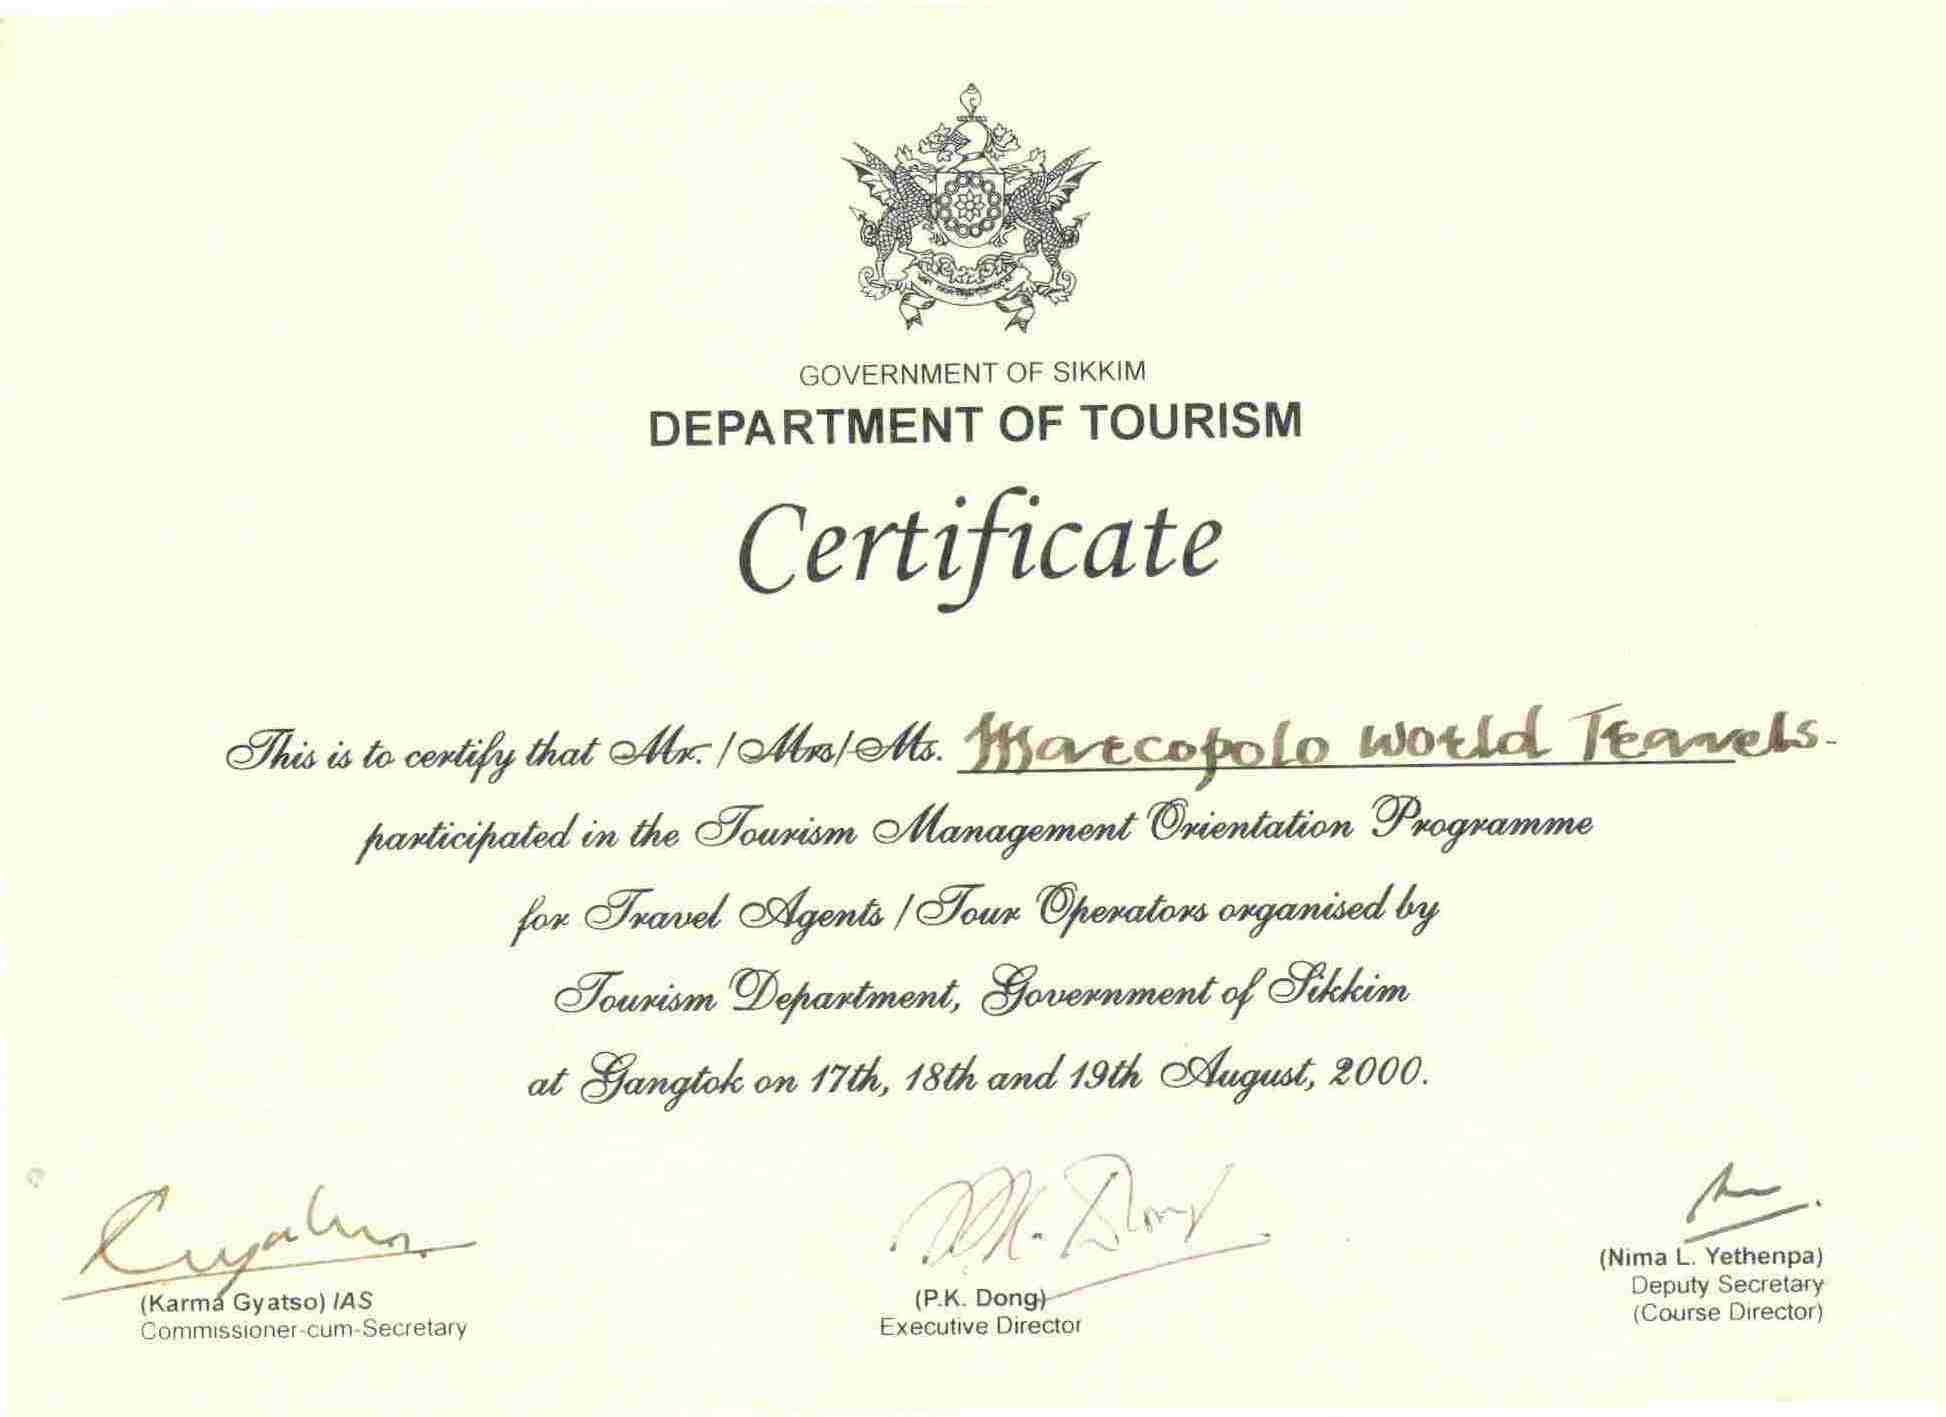 GOVERNMENT OF SIKKIM
DEPARTMENT OF TOURISM
Certificate
This is to certify that Mr./Mrs/Ms. Marcopolo World Travels.
participated in the Tourism Management Orientation Programme
for Travel Agents / Tour Operators organised by
Tourism Department, Government of Sikkim
at Gangtok on 17th, 18th and 19th August, 2000.
P.K. Dong
(Karma Gyatso) IAS
Commissioner-cum-Secretary
(P.K. Dong)
Executive Director
(Nima L. Yethenpa)
Deputy Secretary
(Course Director)